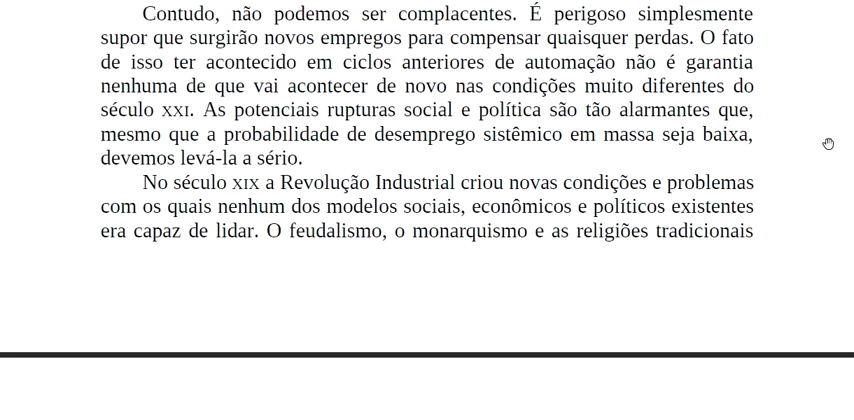 Contudo, não podemos ser complacentes. É perigoso simplesmente
supor que surgirão novos empregos para compensar quaisquer perdas. O fato
de isso ter acontecido em ciclos anteriores de automação não é garantia
nenhuma de que vai acontecer de novo nas condições muito diferentes do
século XXI. As potenciais rupturas social e política são tão alarmantes que,
mesmo que a probabilidade de desemprego sistêmico em massa seja baixa,
devemos levá-la a sério.
No século XIX a Revolução Industrial criou novas condições e problemas
com os quais nenhum dos modelos sociais, econômicos e políticos existentes
era capaz de lidar. O feudalismo, o monarquismo e as religiões tradicionais